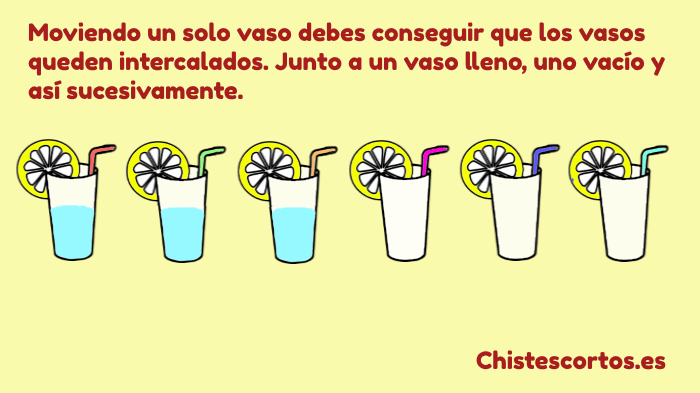 Moviendo un solo vaso debes conseguir que los vasos
queden intercalados. Junto a un vaso lleno, uno vacío y
así sucesivamente.
Chistescortos.es